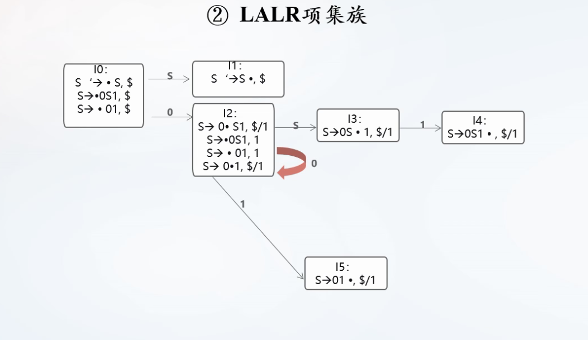 ② LALR项集族
I0:
S ‘→ • S, $
S→•0S1, $
S→ • 01, $
S
0
I1:
S ‘→S •, $
I2:
S→ 0• S1, $/1
S→•0S1, 1
S→ • 01, 1
S→ 0•1, $/1
S
I3:
S→0S • 1, $/1
1
I4:
S→0S1 • , $/1
0
1
I5:
S→01 •, $/1